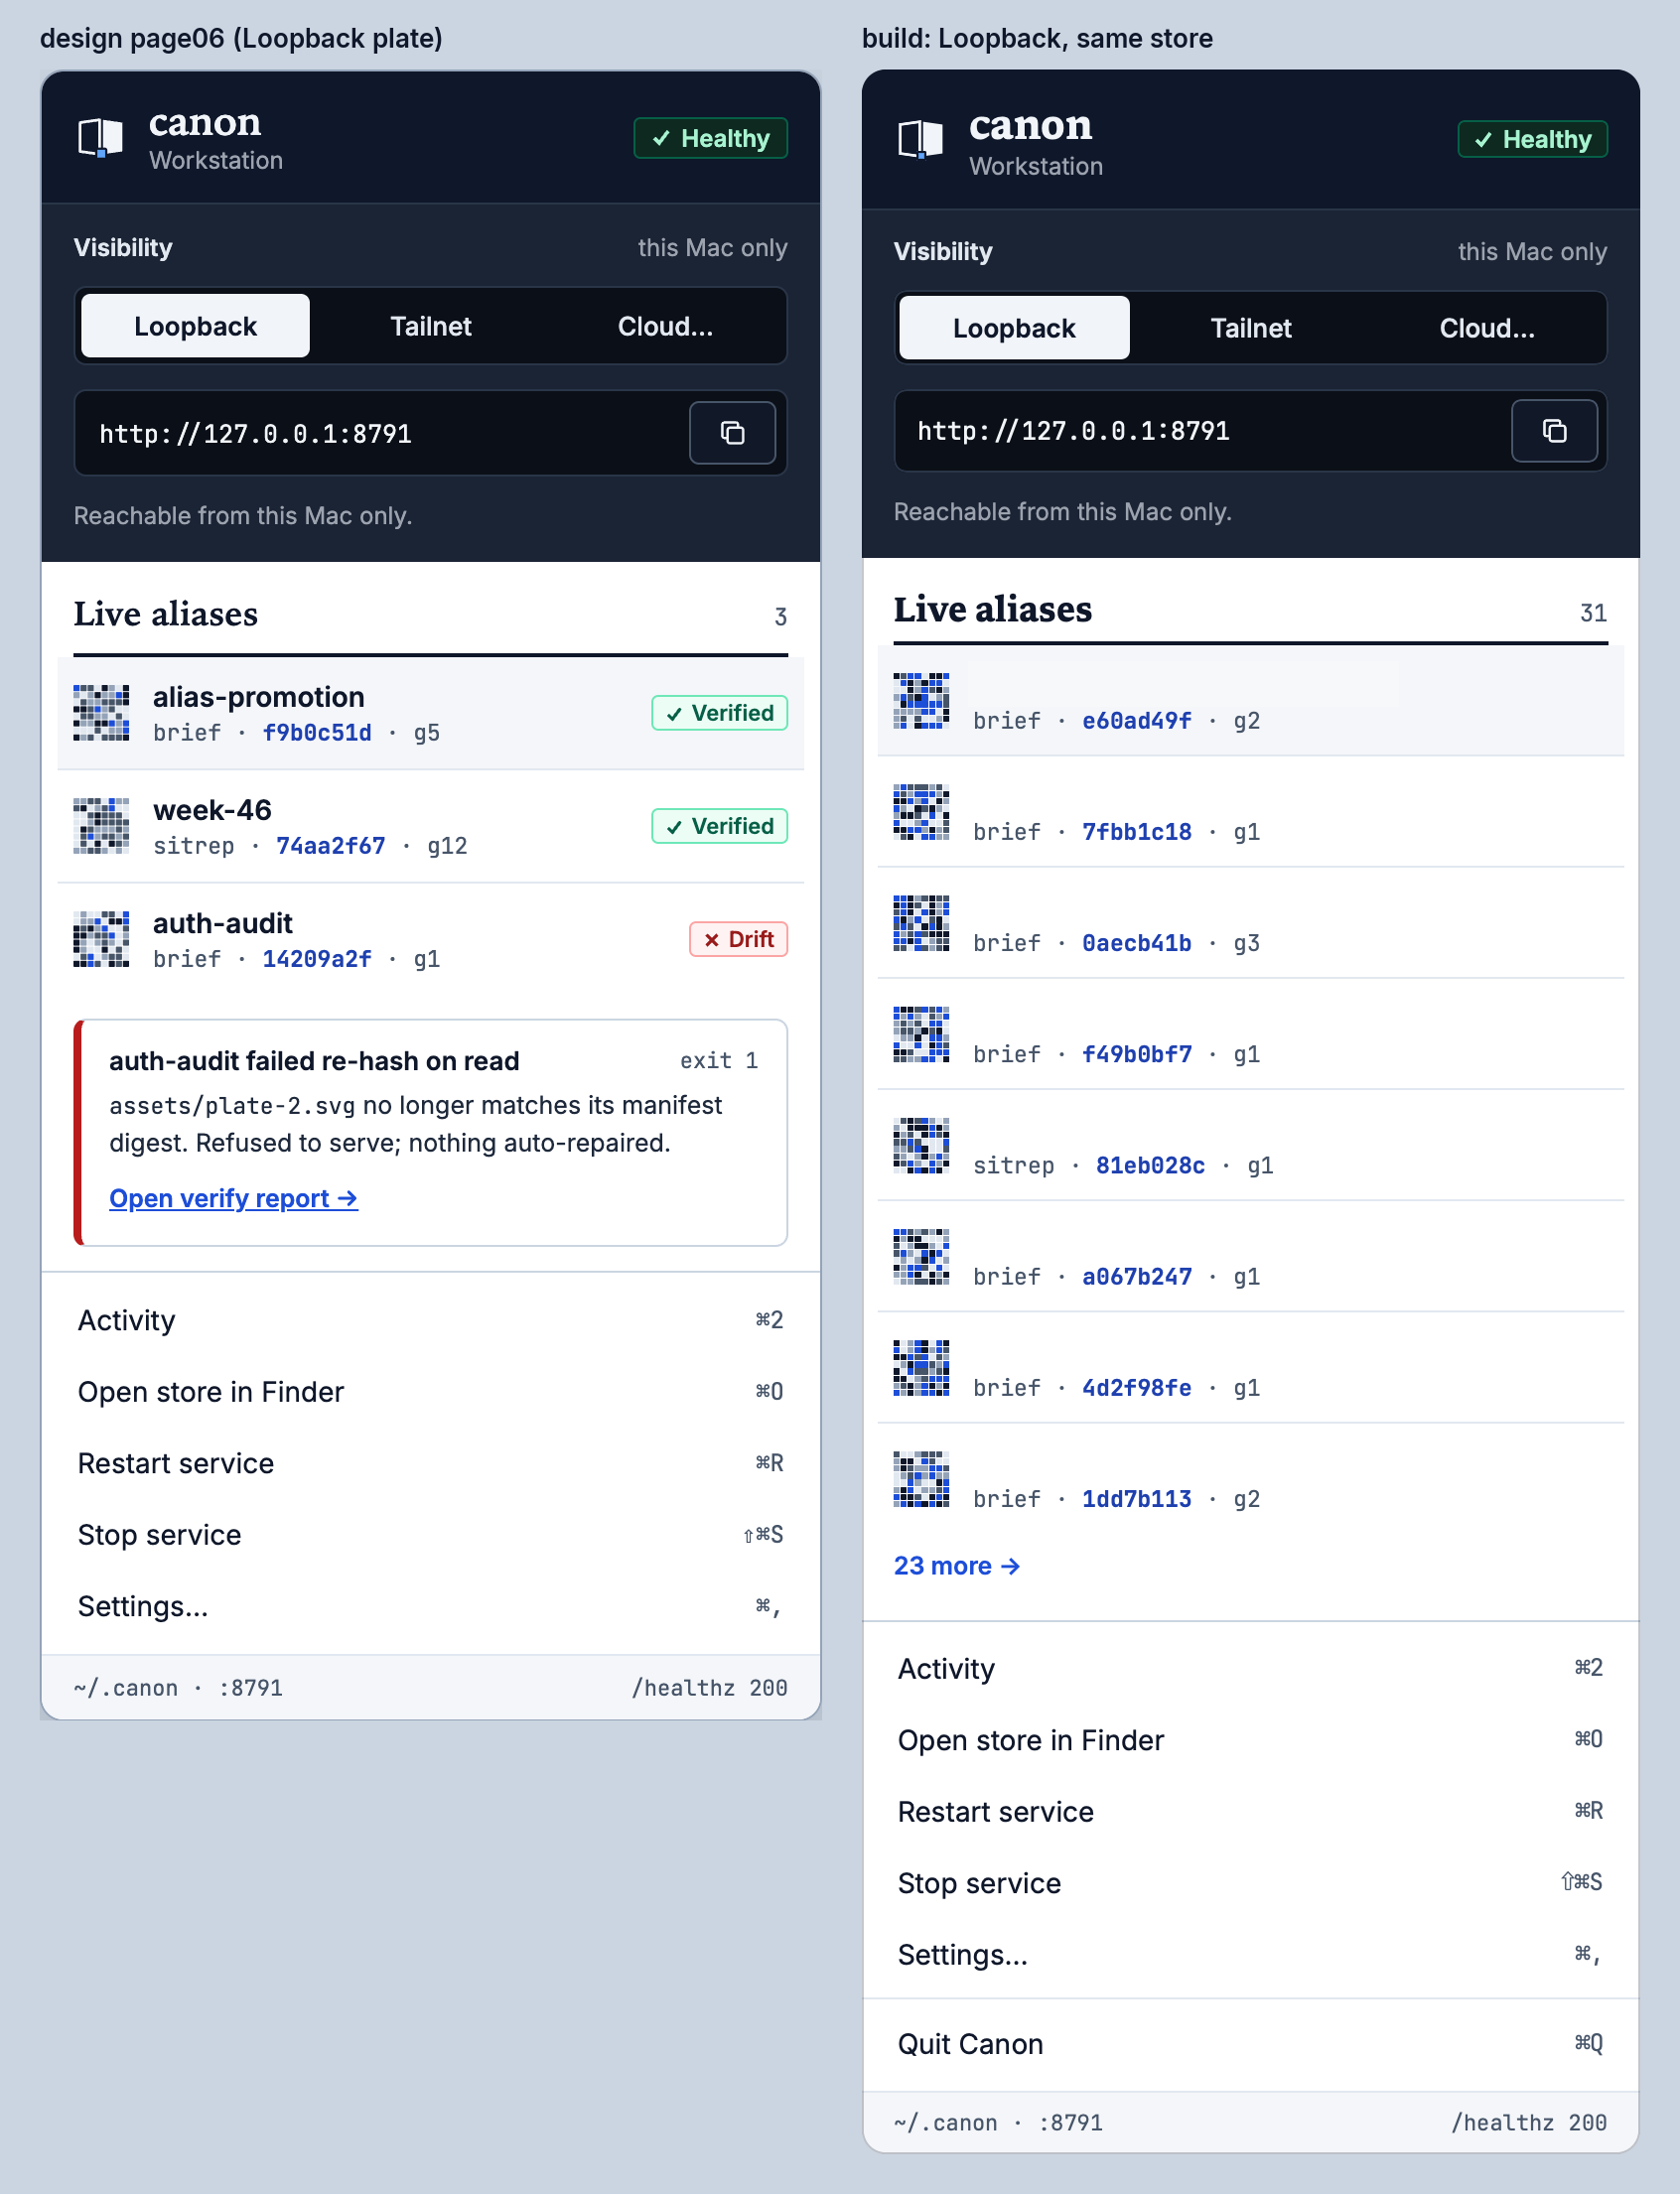 design page06 (Loopback plate)
canon
Workstation
Healthy
Visibility
this Mac only
Loopback
Tailnet
Cloud...
http://127.0.0.1:8791
Reachable from this Mac only.
Live aliases
3
alias-promotion
brief · f9b0c51d · g5
Verified
week-46
sitrep · 74aa2f67 · g12
Verified
auth-audit
brief · 14209a2f · g1
Drift
auth-audit failed re-hash on read
exit 1
assets/plate-2.svg no longer matches its manifest
digest. Refused to serve; nothing auto-repaired.
Open verify report →
Activity
⌘2
Open store in Finder
⌘O
Restart service
⌘R
Stop service
⇧⌘S
Settings...
⌘,
~/.canon · :8791
/healthz 200
build: Loopback, same store
canon
Workstation
Healthy
Visibility
this Mac only
Loopback
Tailnet
Cloud...
http://127.0.0.1:8791
Reachable from this Mac only.
Live aliases
31
brief · e60ad49f · g2
brief · 7fbb1c18 · g1
brief · 0aecb41b · g3
brief · f49b0bf7 · g1
sitrep · 81eb028c · g1
brief · a067b247 · g1
brief · 4d2f98fe · g1
brief · 1dd7b113 · g2
23 more →
Activity
⌘2
Open store in Finder
⌘O
Restart service
⌘R
Stop service
⇧⌘S
Settings...
⌘,
Quit Canon
⌘Q
~/.canon · :8791
/healthz 200